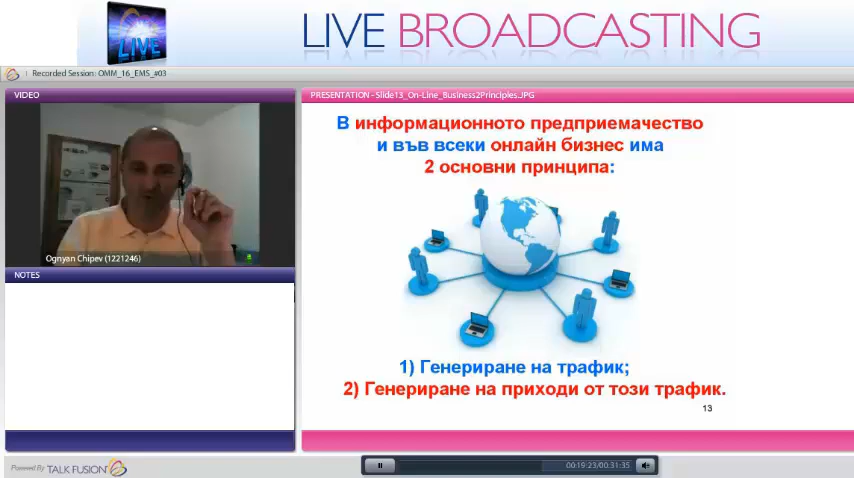 LIVE
LIVE BROADCASTING
Recorded Session: OMM_16_EMS_#03
VIDEO
Ognyan Chipev (1221246)
NOTES
PRESENTATION - Slide13_On-Line_Business2Principles.JPG
В информационното предприемачество
и във всеки онлайн бизнес има
2 основни принципа:
1) Генериране на трафик;
2) Генериране на приходи от този трафик.
13
Powered By TALK FUSION
00:19:23/00:31:35